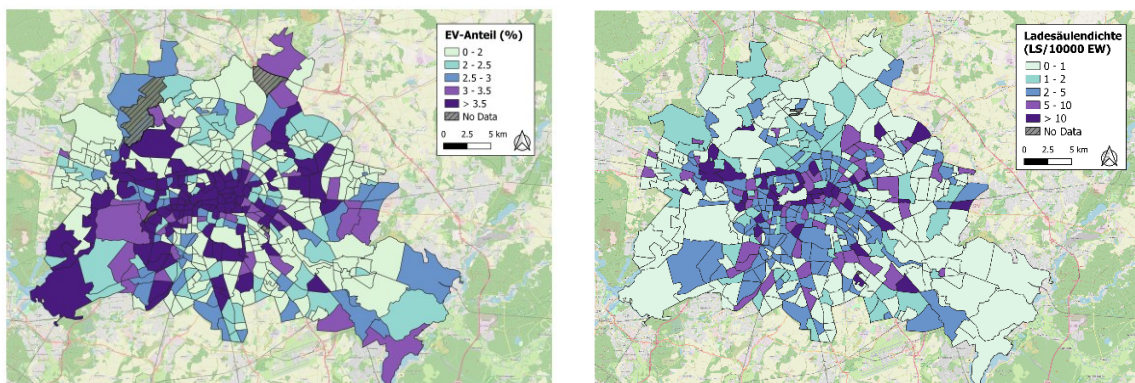 EV-Anteil (%)
0 - 2
2 - 2.5
2.5 - 3
3 - 3.5
> 3.5
No Data
0 2.5 5 km
Ladesäulendichte
(LS/10000 EW)
0 - 1
1 - 2
2 - 5
5 - 10
> 10
No Data
0 2.5 5 km